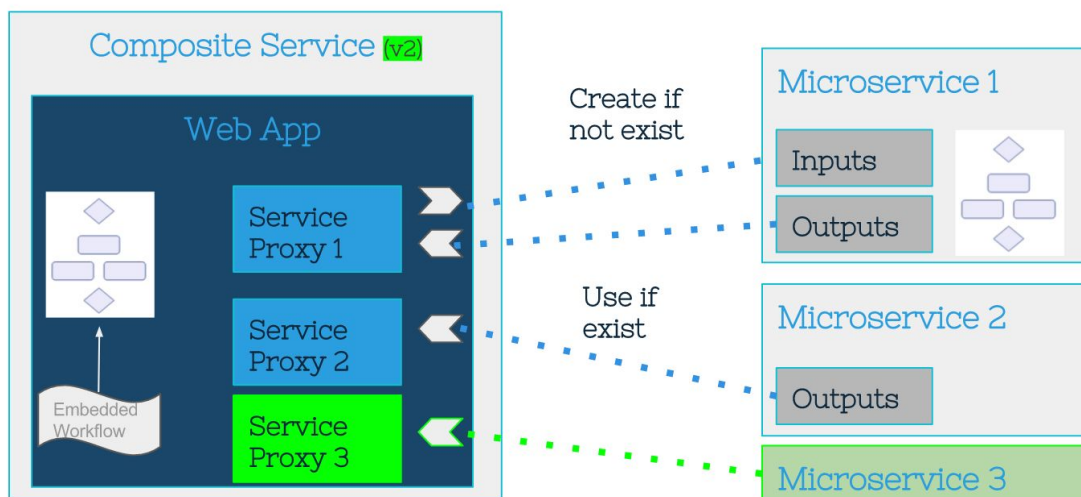 Composite Service (v2)
Web App
Embedded
Workflow
Service
Proxy 1
Service
Proxy 2
Service
Proxy 3
Create if
not exist
Use if
exist
Microservice 1
Inputs
Outputs
Microservice 2
Outputs
Microservice 3